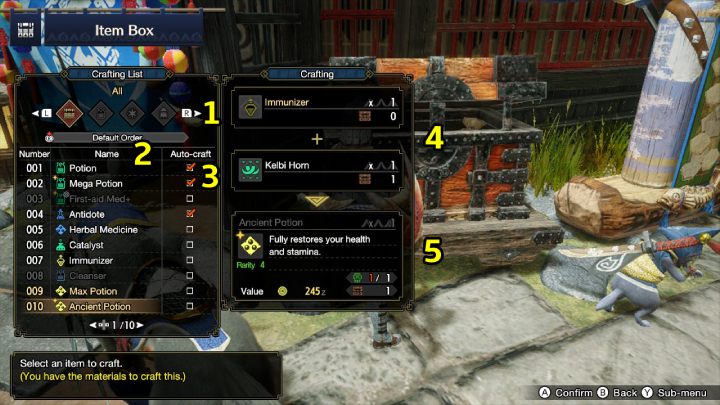 Item Box
Crafting List
All
L R
Default Order
Number Name Auto-craft
001 Potion
002 Mega Potion
003 First-aid Med+
004 Antidote
005 Herbal Medicine
006 Catalyst
007 Immunizer
008 Cleanser
009 Max Potion
010 Ancient Potion
1/10
Crafting
Immunizer x 1
0
+
Kelbi Horn x 1
1
Ancient Potion
Fully restores your health
and stamina.
Rarity 4
1/ 1
Value 245z
1
1
2
3
4
5
Select an item to craft.
(You have the materials to craft this.)
A Confirm B Back Y Sub-menu